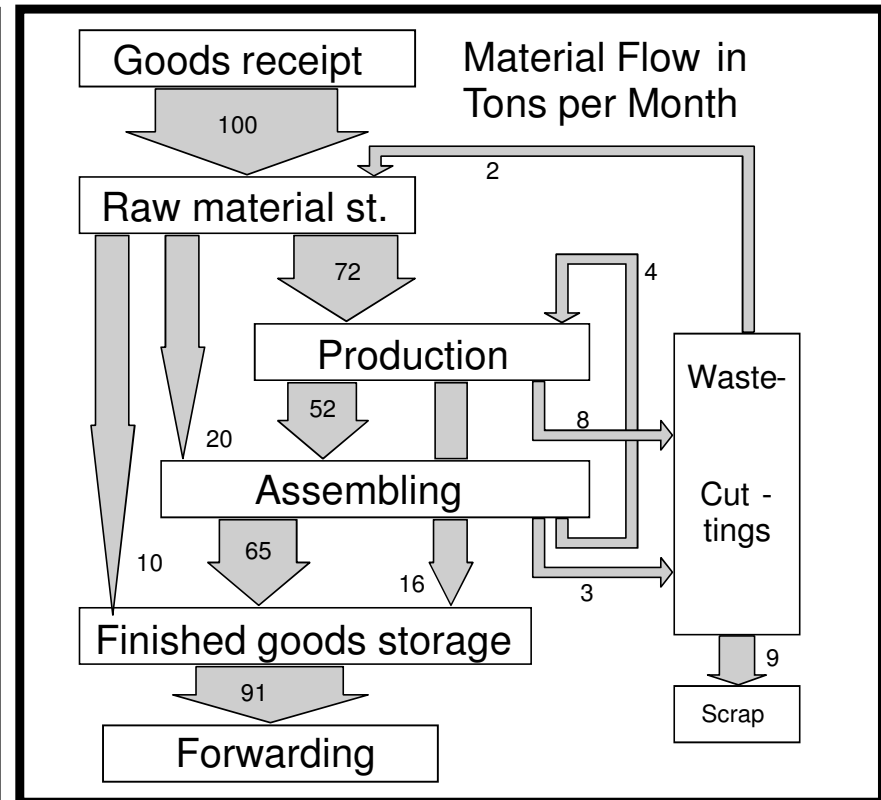 Goods receipt
Material Flow in
Tons per Month
100
2
Raw material st.
72
4
Production
Waste-
52
8
20
Cut -
tings
Assembling
65
10
16
3
Finished goods storage
9
91
Scrap
Forwarding